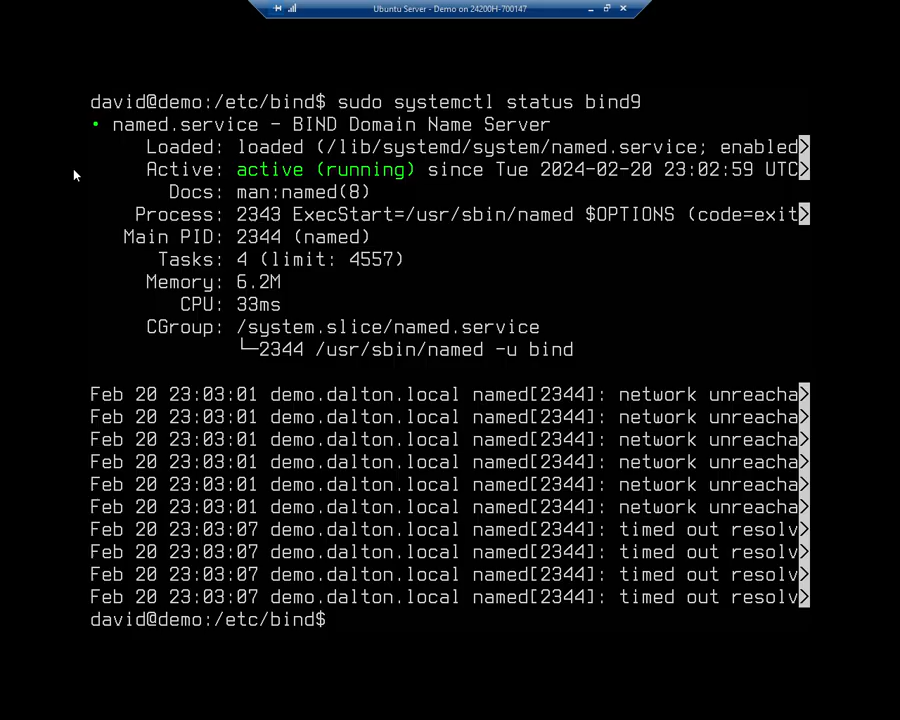 Ubuntu Server - Demo on 24200H-700147
david@demo:/etc/bind$ sudo systemctl status bind9
• named.service - BIND Domain Name Server
Loaded: loaded (/lib/systemd/system/named.service; enabled>
Active: active (running) since Tue 2024-02-20 23:02:59 UTC>
Docs: man:named(8)
Process: 2343 ExecStart=/usr/sbin/named $OPTIONS (code=exit>
Main PID: 2344 (named)
Tasks: 4 (limit: 4557)
Memory: 6.2M
CPU: 33ms
CGroup: /system.slice/named.service
└─2344 /usr/sbin/named -u bind
Feb 20 23:03:01 demo.dalton.local named[2344]: network unreacha>
Feb 20 23:03:01 demo.dalton.local named[2344]: network unreacha>
Feb 20 23:03:01 demo.dalton.local named[2344]: network unreacha>
Feb 20 23:03:01 demo.dalton.local named[2344]: network unreacha>
Feb 20 23:03:01 demo.dalton.local named[2344]: network unreacha>
Feb 20 23:03:01 demo.dalton.local named[2344]: network unreacha>
Feb 20 23:03:07 demo.dalton.local named[2344]: timed out resolv>
Feb 20 23:03:07 demo.dalton.local named[2344]: timed out resolv>
Feb 20 23:03:07 demo.dalton.local named[2344]: timed out resolv>
Feb 20 23:03:07 demo.dalton.local named[2344]: timed out resolv>
david@demo:/etc/bind$